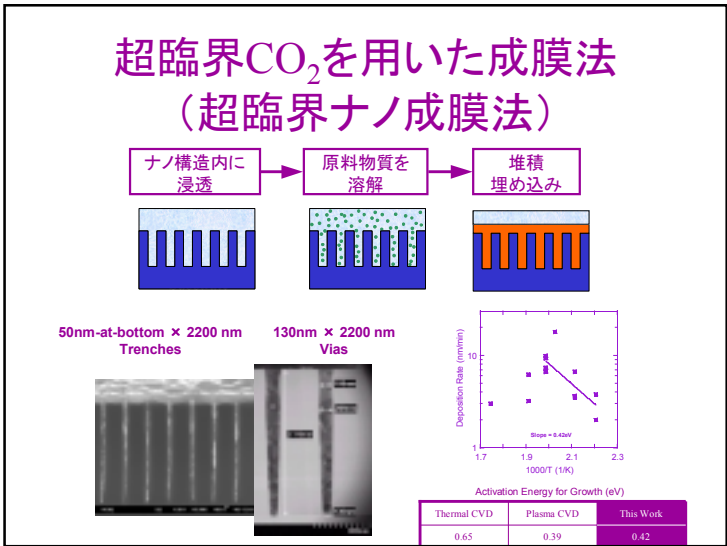 超臨界CO₂を用いた成膜法
(超臨界ナノ成膜法)
ナノ構造内に
浸透
原料物質を
溶解
堆積
埋め込み
50nm-at-bottom × 2200 nm
Trenches
130nm × 2200 nm
Vias
Deposition Rate (nm/min)
10
1
Slope = 0.42eV
1.7 1.9 2.1 2.3
1000/T (1/K)
Activation Energy for Growth (eV)
Thermal CVD Plasma CVD This Work
0.65 0.39 0.42